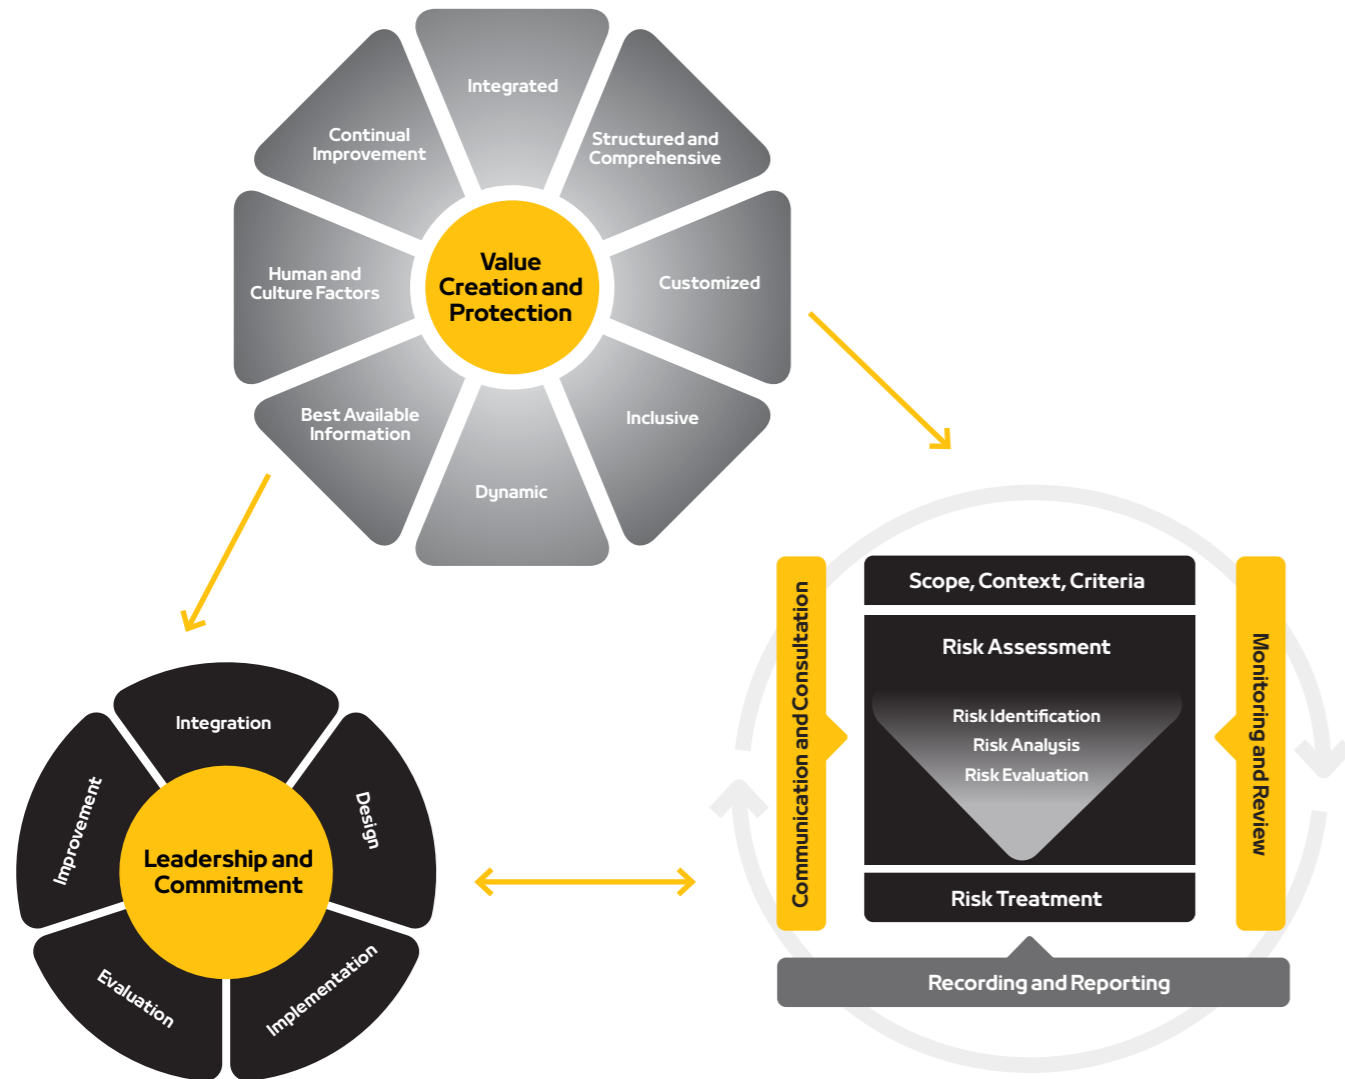 Integrated
Structured and
Comprehensive
Customized
Inclusive
Dynamic
Best Available
Information
Human and
Culture Factors
Continual
Improvement
Value
Creation and
Protection
Integration
Design
Implementation
Evaluation
Improvement
Leadership and
Commitment
Communication and Consultation
Scope, Context, Criteria
Risk Assessment
Risk Identification
Risk Analysis
Risk Evaluation
Risk Treatment
Monitoring and Review
Recording and Reporting